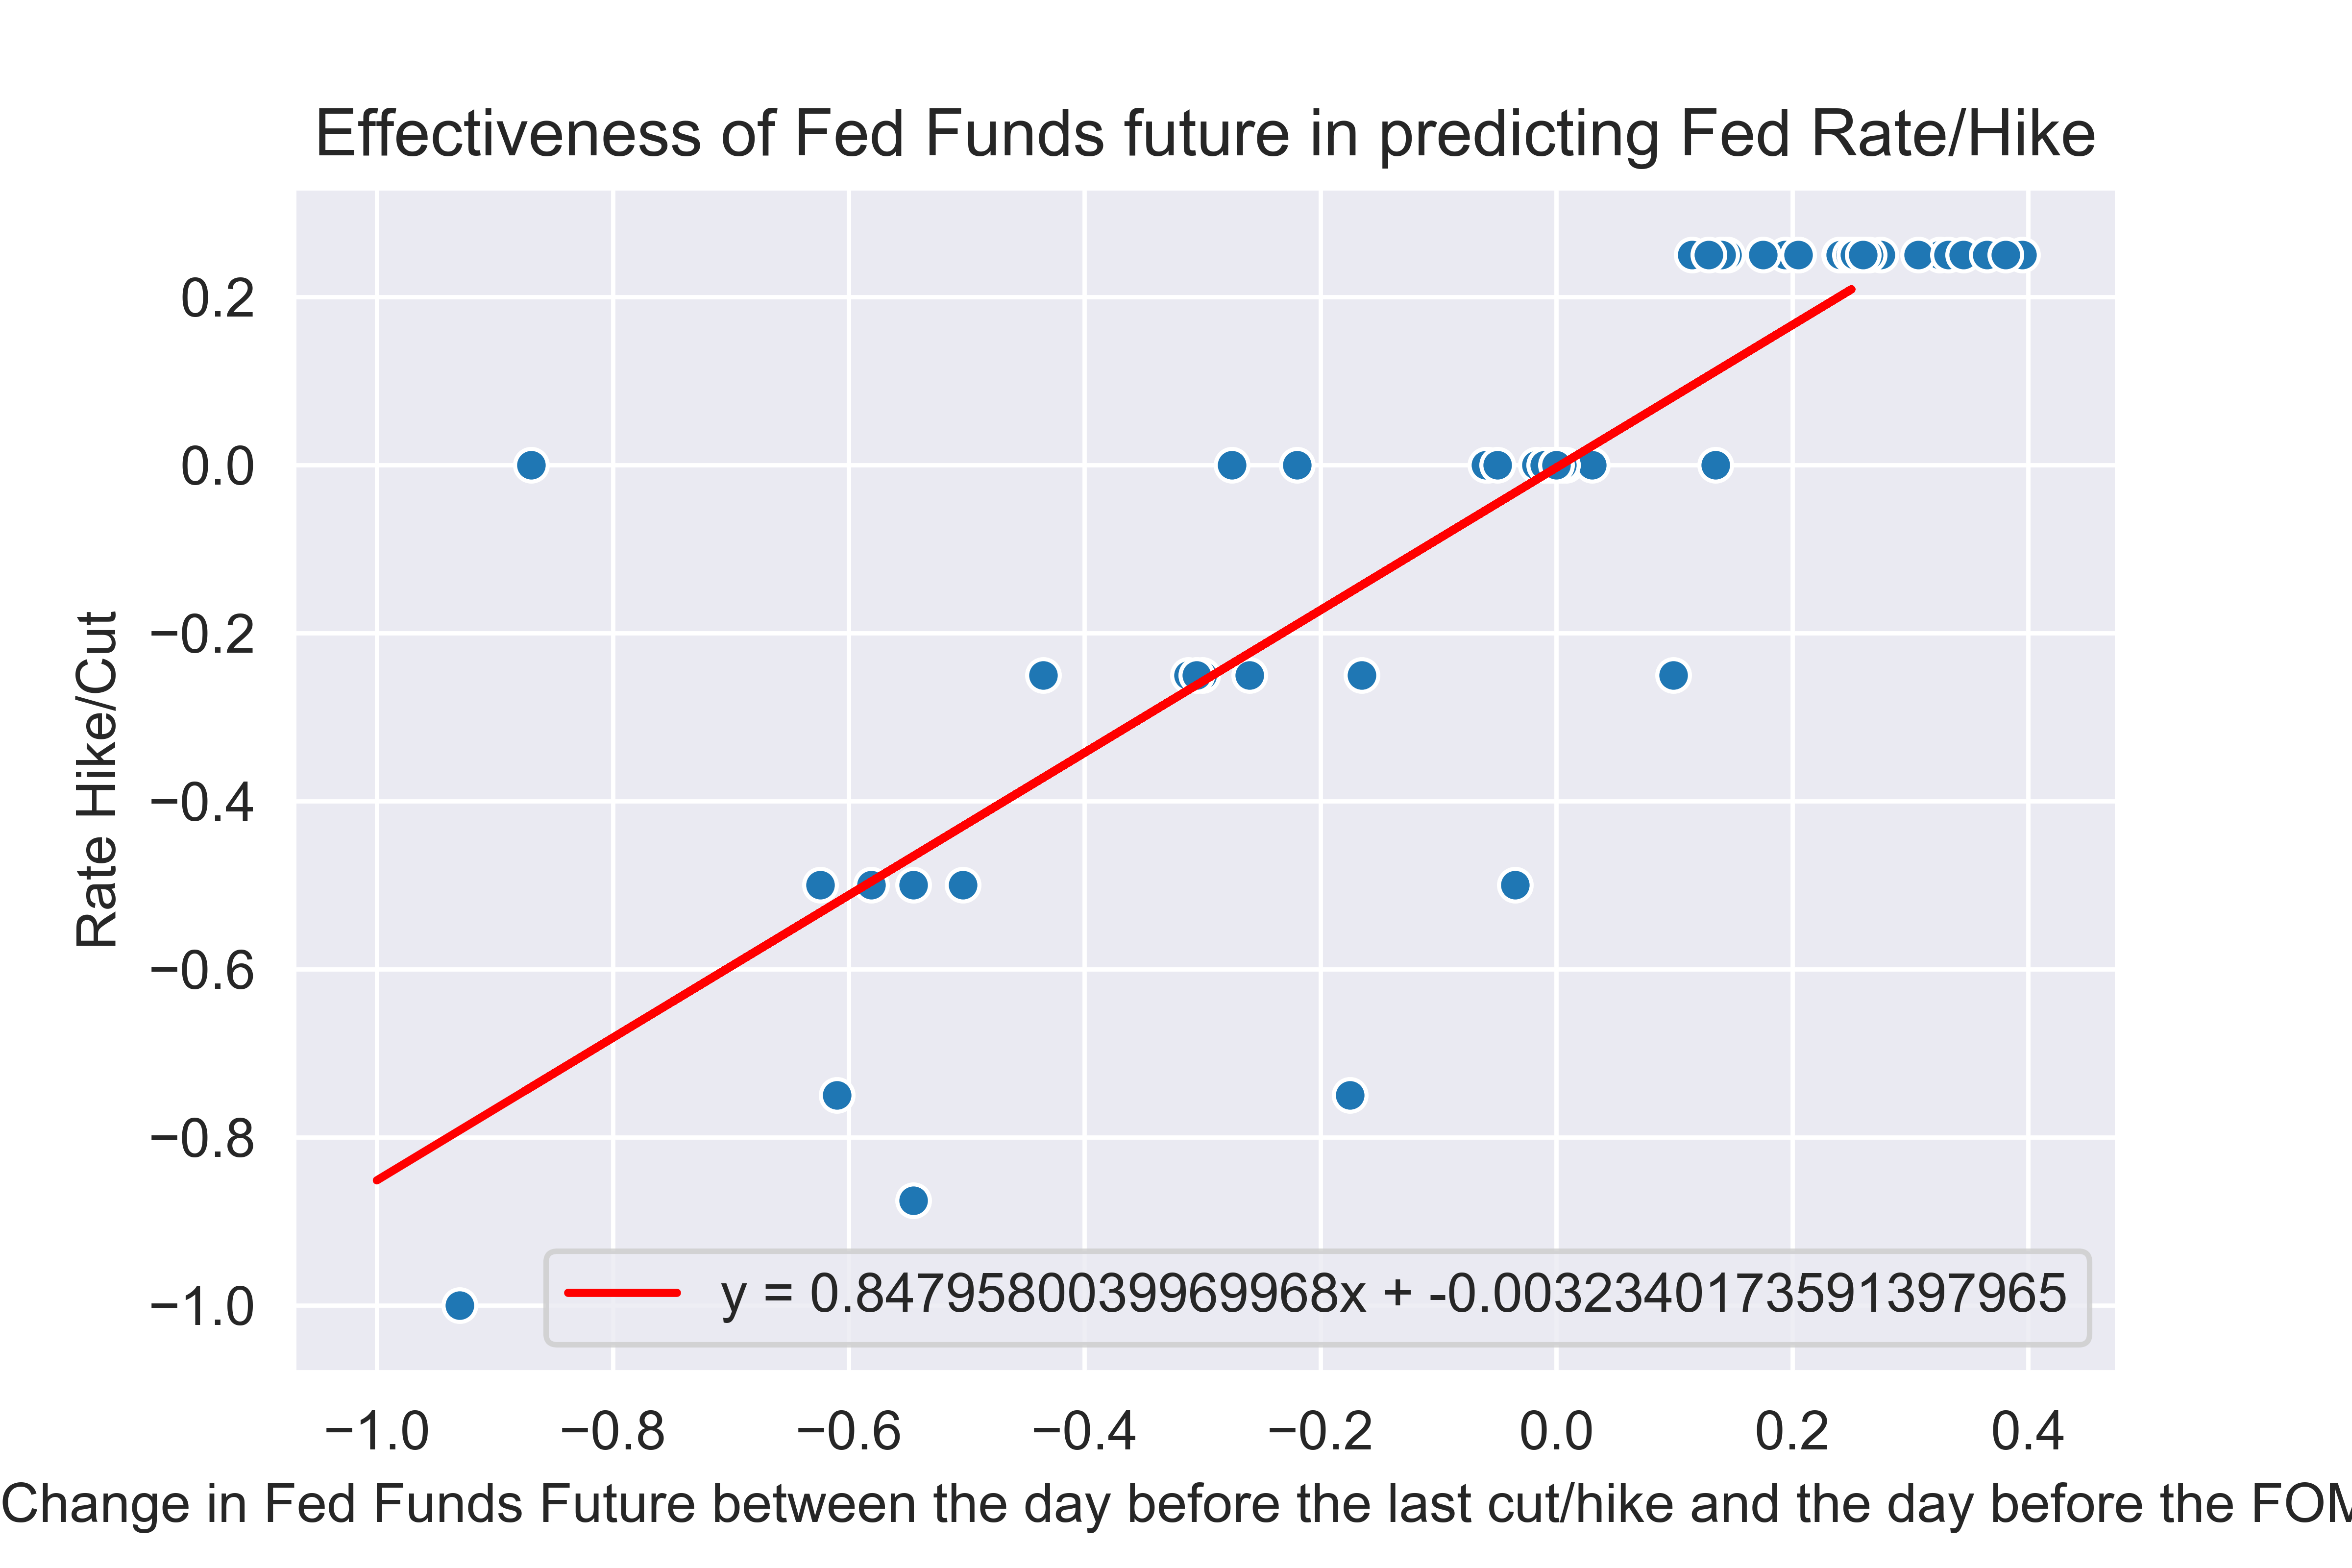 Effectiveness of Fed Funds future in predicting Fed Rate/Hike
Rate Hike/Cut
0.2
0.0
−0.2
−0.4
−0.6
−0.8
−1.0
y = 0.8479580039969968x + -0.003234017359139​7965
−1.0 −0.8 −0.6 −0.4 −0.2 0.0 0.2 0.4
Change in Fed Funds Future between the day before the last cut/hike and the day before the FOM